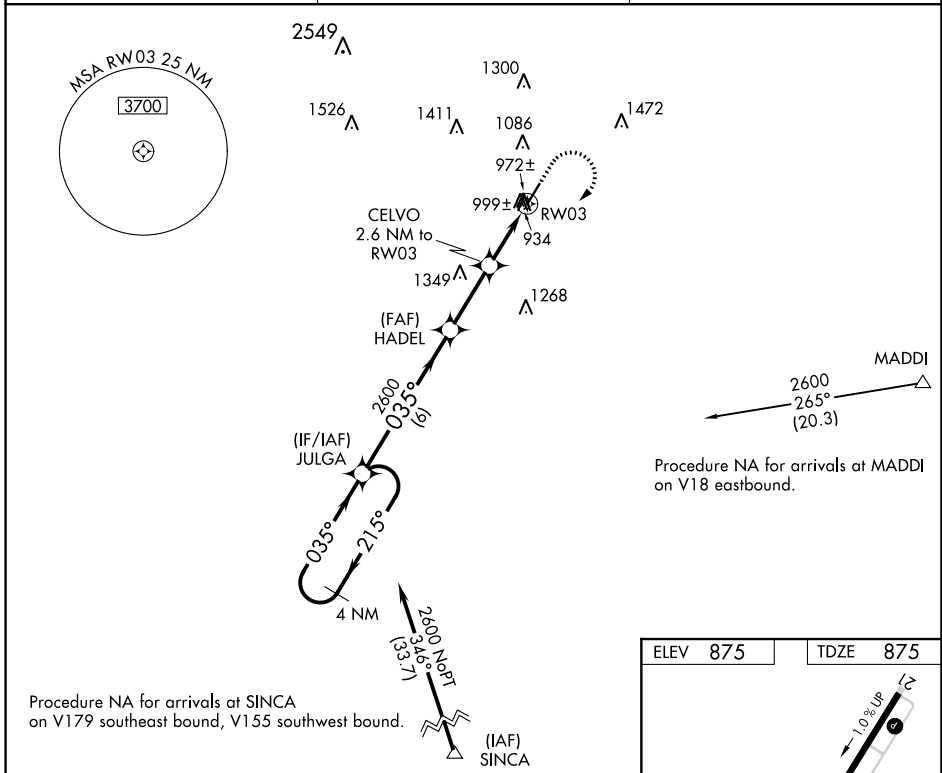 2549
MSA RW03 25 NM
3700
1300
1526
1411
1086
1472
972±
999±
RW03
934
CELVO
2.6 NM to
RW03
1349
1268
(FAF)
HADEL
2600
035°
(6)
MADDI
2600
265°
(20.3)
(IF/IAF)
JULGA
Procedure NA for arrivals at MADDI
on V18 eastbound.
035°
215°
4 NM
2600 NoPT
346°
(33.7)
ELEV 875
TDZE 875
21
1.0 % UP
P
Procedure NA for arrivals at SINCA
on V179 southeast bound, V155 southwest bound.
(IAF)
SINCA